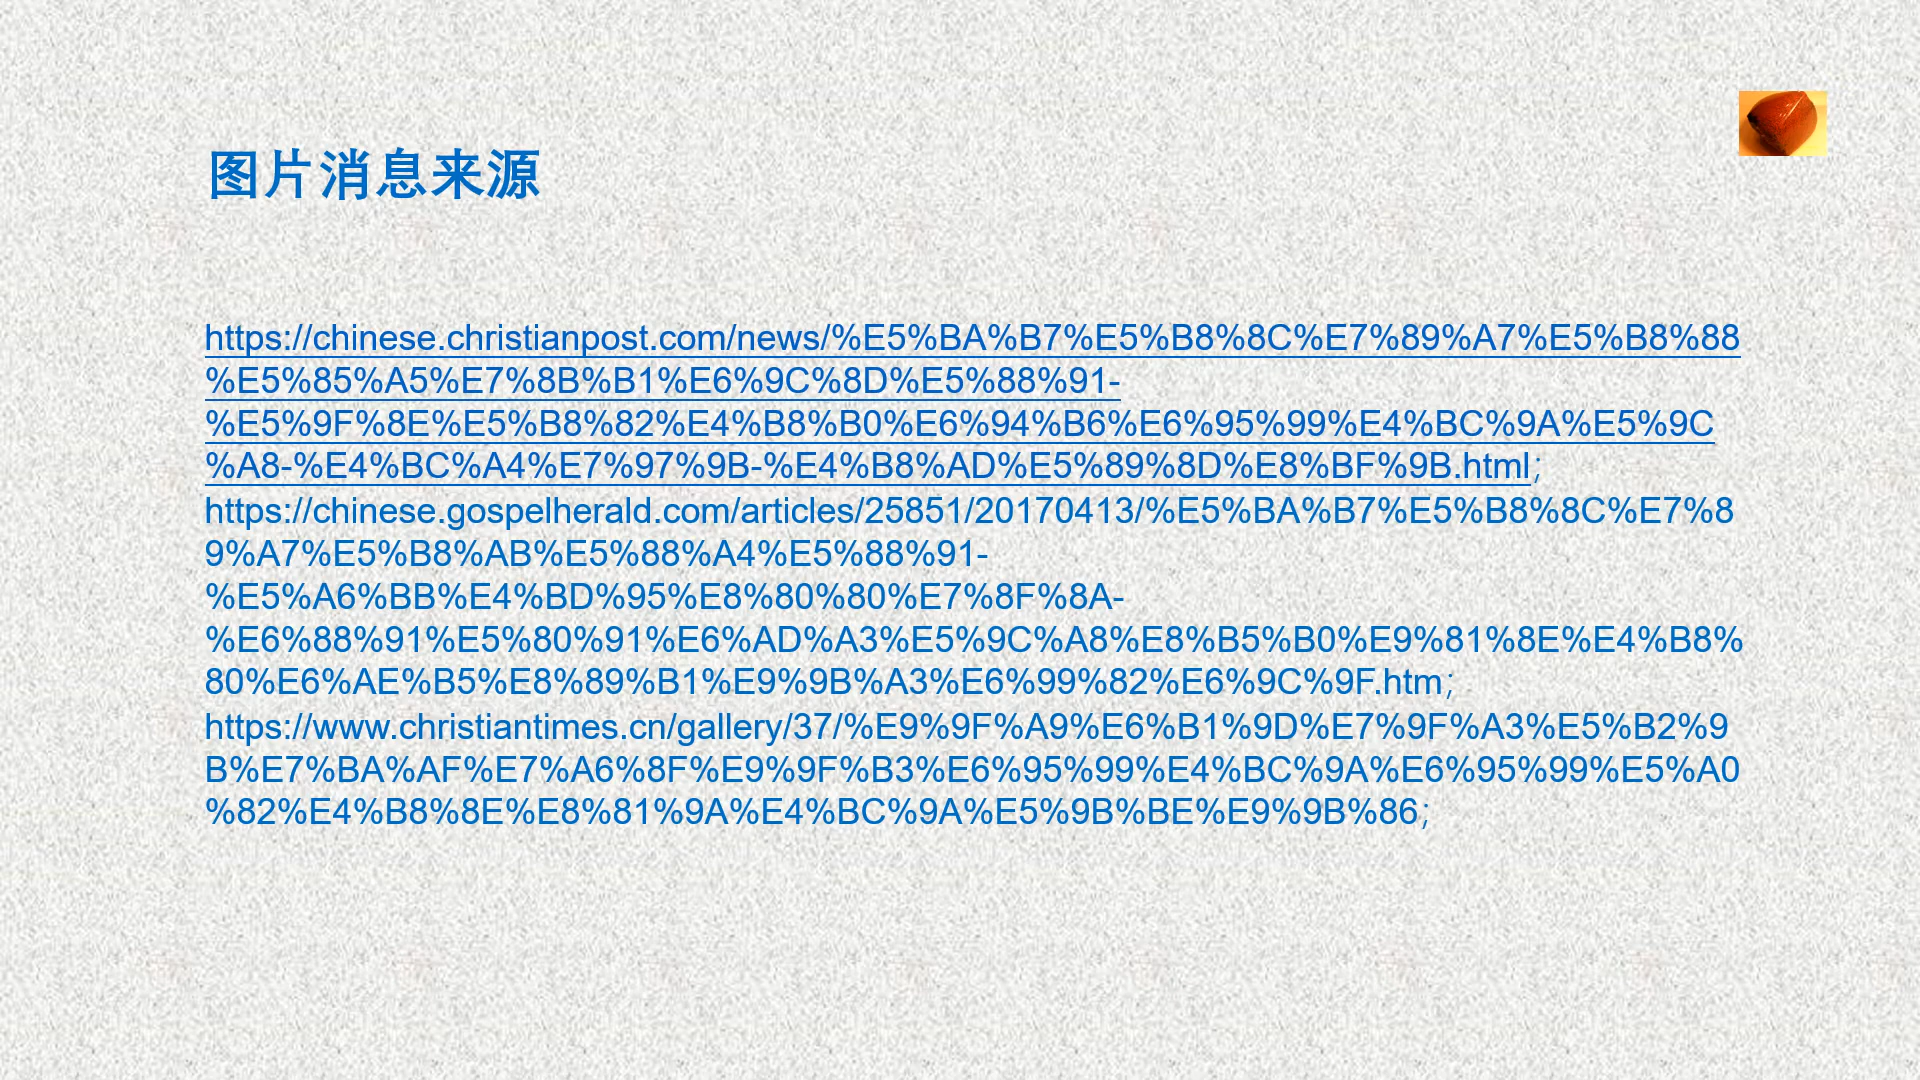 图片消息来源
https://chinese.christianpost.com/news/%E5%BA%B7%E5%B8%8C%E7%89%A7%E5%B8%88
%E5%85%A5%E7%8B%B1%E6%9C%8D%E5%88%91-
%E5%9F%8E%E5%B8%82%E4%B8%B0%E6%94%B6%E6%95%99%E4%BC%9A%E5%9C
%A8-%E4%BC%A4%E7%97%9B-%E4%B8%AD%E5%89%8D%E8%BF%9B.html;
https://chinese.gospelherald.com/articles/25851/20170413/%E5%BA%B7%E5%B8%8C%E7%8
9%A7%E5%B8%AB%E5%88%A4%E5%88%91-
%E5%A6%BB%E4%BD%95%E8%80%80%E7%8F%8A-
%E6%88%91%E5%80%91%E6%AD%A3%E5%9C%A8%E8%B5%B0%E9%81%8E%E4%B8%
80%E6%AE%B5%E8%89%B1%E9%9B%A3%E6%99%82%E6%9C%9F.htm;
https://www.christiantimes.cn/gallery/37/%E9%9F%A9%E6%B1%9D%E7%9F%A3%E5%B2%9
B%E7%BA%AF%E7%A6%8F%E9%9F%B3%E6%95%99%E4%BC%9A%E6%95%99%E5%A0
%82%E4%B8%8E%E8%81%9A%E4%BC%9A%E5%9B%BE%E9%9B%86;